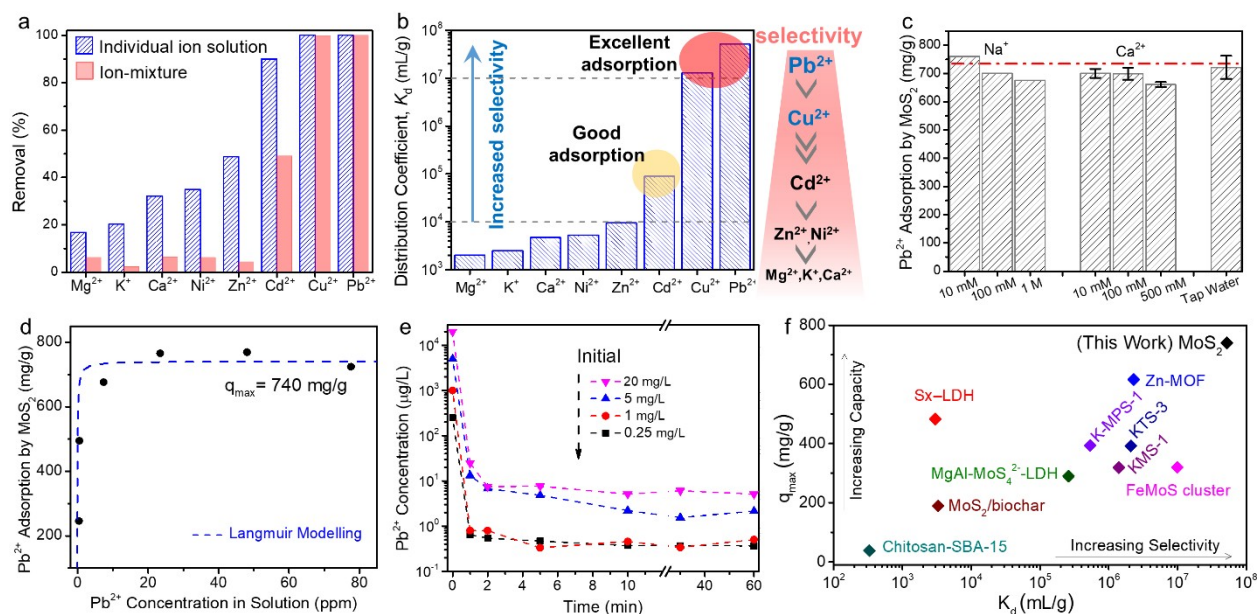 a
Removal (%)
100
80
60
40
20
0
Individual ion solution
Ion-mixture
Mg²⁺ K⁺ Ca²⁺ Ni²⁺ Zn²⁺ Cd²⁺ Cu²⁺ Pb²⁺
b
Distribution Coefficient, Kd (mL/g)
10⁸
10⁷
10⁶
10⁵
10⁴
10³
Increased selectivity
Excellent
adsorption
Good
adsorption
Mg²⁺ K⁺ Ca²⁺ Ni²⁺ Zn²⁺ Cd²⁺ Cu²⁺ Pb²⁺
selectivity
Pb²⁺
Cu²⁺
Cd²⁺
Zn²⁺,Ni²⁺
Mg²⁺,K⁺,Ca²⁺
c
Pb²⁺ Adsorption by MoS₂ (mg/g)
900
800
700
600
500
400
300
200
100
0
Na⁺ Ca²⁺
10 mM 100 mM 1 M 10 mM 100 mM 500 mM Tap Water
d
Pb²⁺ Adsorption by MoS₂ (mg/g)
800
600
400
200
qmax = 740 mg/g
Langmuir Modelling
0 20 40 60 80
Pb²⁺ Concentration in Solution (ppm)
e
Pb²⁺ Concentration (µg/L)
10⁴
10³
10²
10¹
10⁰
10⁻¹
Initial
20 mg/L
5 mg/L
1 mg/L
0.25 mg/L
0 2 4 6 8 10 40 60
Time (min)
f
qmax (mg/g)
800
600
400
200
0
Increasing Capacity
(This Work) MoS₂
Zn-MOF
Sx–LDH
K-MPS-1
KTS-3
KMS-1
MgAl-MoS₄²⁻-LDH
FeMoS cluster
MoS₂/biochar
Chitosan-SBA-15
Increasing Selectivity
10² 10³ 10⁴ 10⁵ 10⁶ 10⁷ 10⁸
Kd (mL/g)